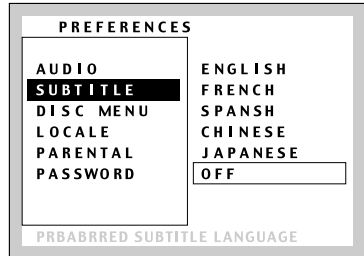 PREFERENCES
AUDIO
SUBTITLE
DISC MENU
LOCALE
PARENTAL
PASSWORD
ENGLISH
FRENCH
SPANSH
CHINESE
JAPANESE
OFF
PRBABRRED SUBTITLE LANGUAGE